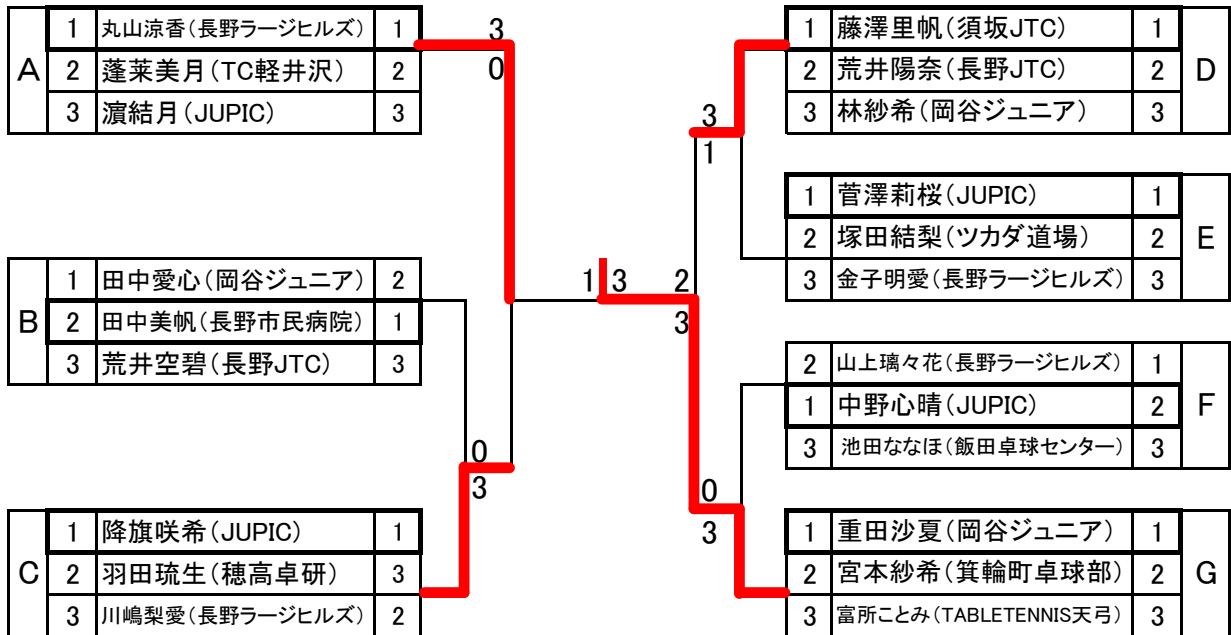 A
1 丸山涼香(長野ラージヒルズ) 1
2 蓬莱美月(TC軽井沢) 2
3 濵結月(JUPIC) 3
3
0
B
1 田中愛心(岡谷ジュニア) 2
2 田中美帆(長野市民病院) 1
3 荒井空碧(長野JTC) 3
0
3
C
1 降旗咲希(JUPIC) 1
2 羽田琉生(穂高卓研) 3
3 川嶋梨愛(長野ラージヒルズ) 2
1 3
2
3
3
1
0
3
1 藤澤里帆(須坂JTC) 1
2 荒井陽奈(長野JTC) 2
3 林紗希(岡谷ジュニア) 3
D
1 菅澤莉桜(JUPIC) 1
2 塚田結梨(ツカダ道場) 2
3 金子明愛(長野ラージヒルズ) 3
E
2 山上璃々花(長野ラージヒルズ) 1
1 中野心晴(JUPIC) 2
3 池田ななほ(飯田卓球センター) 3
F
1 重田沙夏(岡谷ジュニア) 1
2 宮本紗希(箕輪町卓球部) 2
3 富所ことみ(TABLETENNIS天弓) 3
G